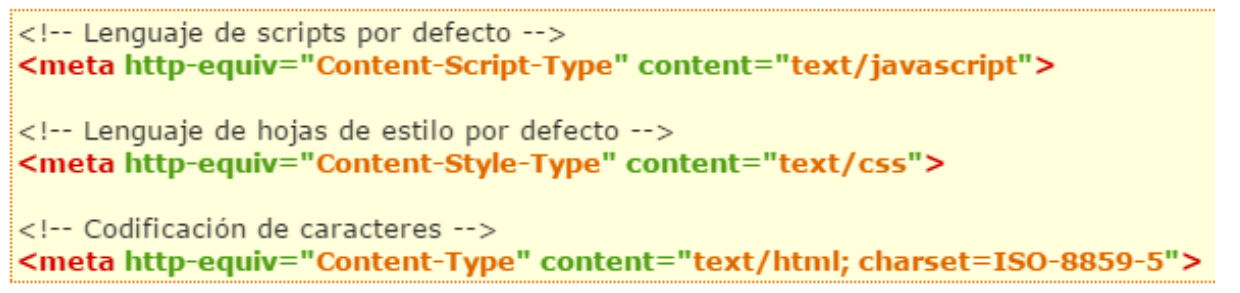 <!-- Lenguaje de scripts por defecto -->
<meta http-equiv="Content-Script-Type" content="text/javascript">
<!-- Lenguaje de hojas de estilo por defecto -->
<meta http-equiv="Content-Style-Type" content="text/css">
<!-- Codificación de caracteres -->
<meta http-equiv="Content-Type" content="text/html; charset=ISO-8859-5">